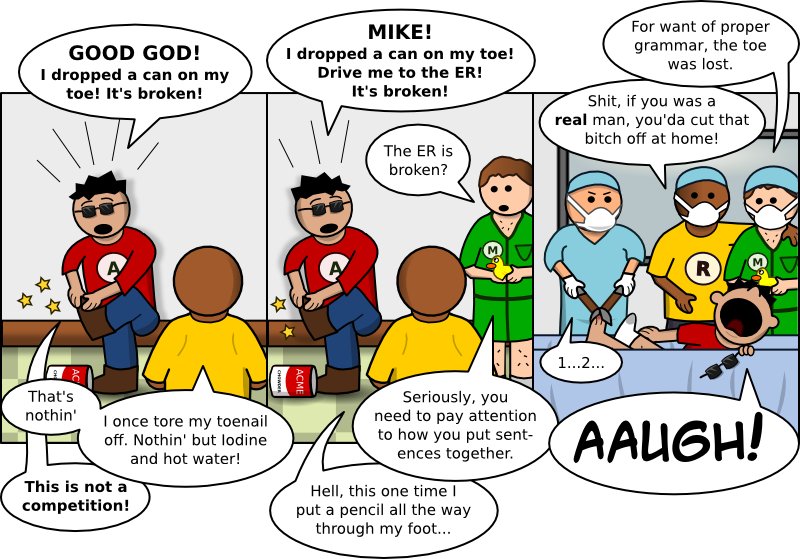 GOOD GOD!
I dropped a can on my
toe! It's broken!
A
ACME
CHUNDER
That's
nothin'
I once tore my toenail
off. Nothin' but Iodine
and hot water!
This is not a
competition!
MIKE!
I dropped a can on my toe!
Drive me to the ER!
It's broken!
The ER is
broken?
A
M
ACME
CHUNDER
Seriously, you
need to pay attention
to how you put sent-
ences together.
Hell, this one time I
put a pencil all the way
through my foot...
For want of proper
grammar, the toe
was lost.
Shit, if you was a
real man, you'da cut that
bitch off at home!
R
M
1...2...
AAUGH!